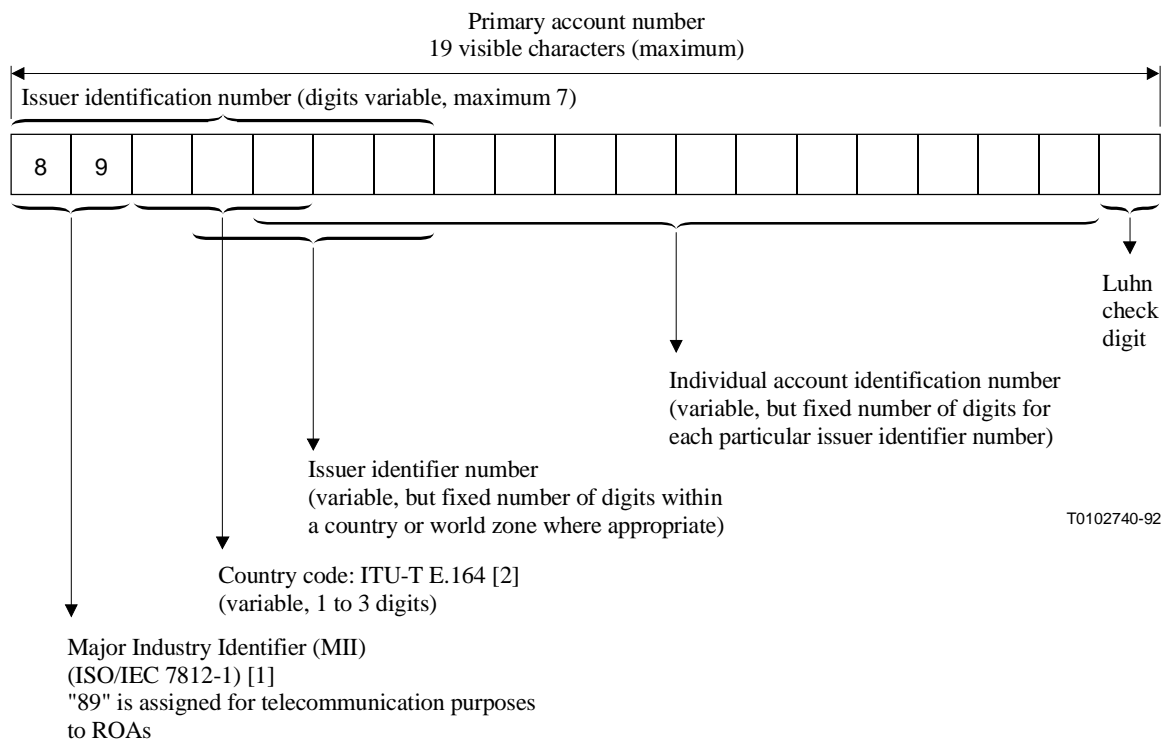 Primary account number
19 visible characters (maximum)
Issuer identification number (digits variable, maximum 7)
8 9
Luhn
check
digit
Individual account identification number
(variable, but fixed number of digits for
each particular issuer identifier number)
Issuer identifier number
(variable, but fixed number of digits within
a country or world zone where appropriate)
T0102740-92
Country code: ITU-T E.164 [2]
(variable, 1 to 3 digits)
Major Industry Identifier (MII)
(ISO/IEC 7812-1) [1]
"89" is assigned for telecommunication purposes
to ROAs